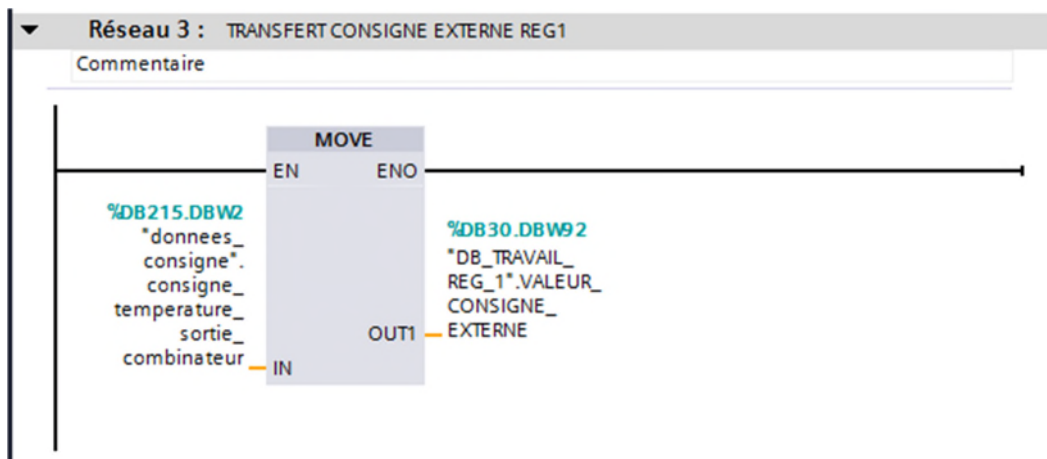 Réseau 3 : TRANSFERT CONSIGNE EXTERNE REG1
Commentaire
MOVE
EN ENO
%DB215.DBW2
"donnees_
consigne".
consigne_
temperature_
sortie_
combinateur
IN
%DB30.DBW92
"DB_TRAVAIL_
REG_1".VALEUR_
CONSIGNE_
EXTERNE
OUT1